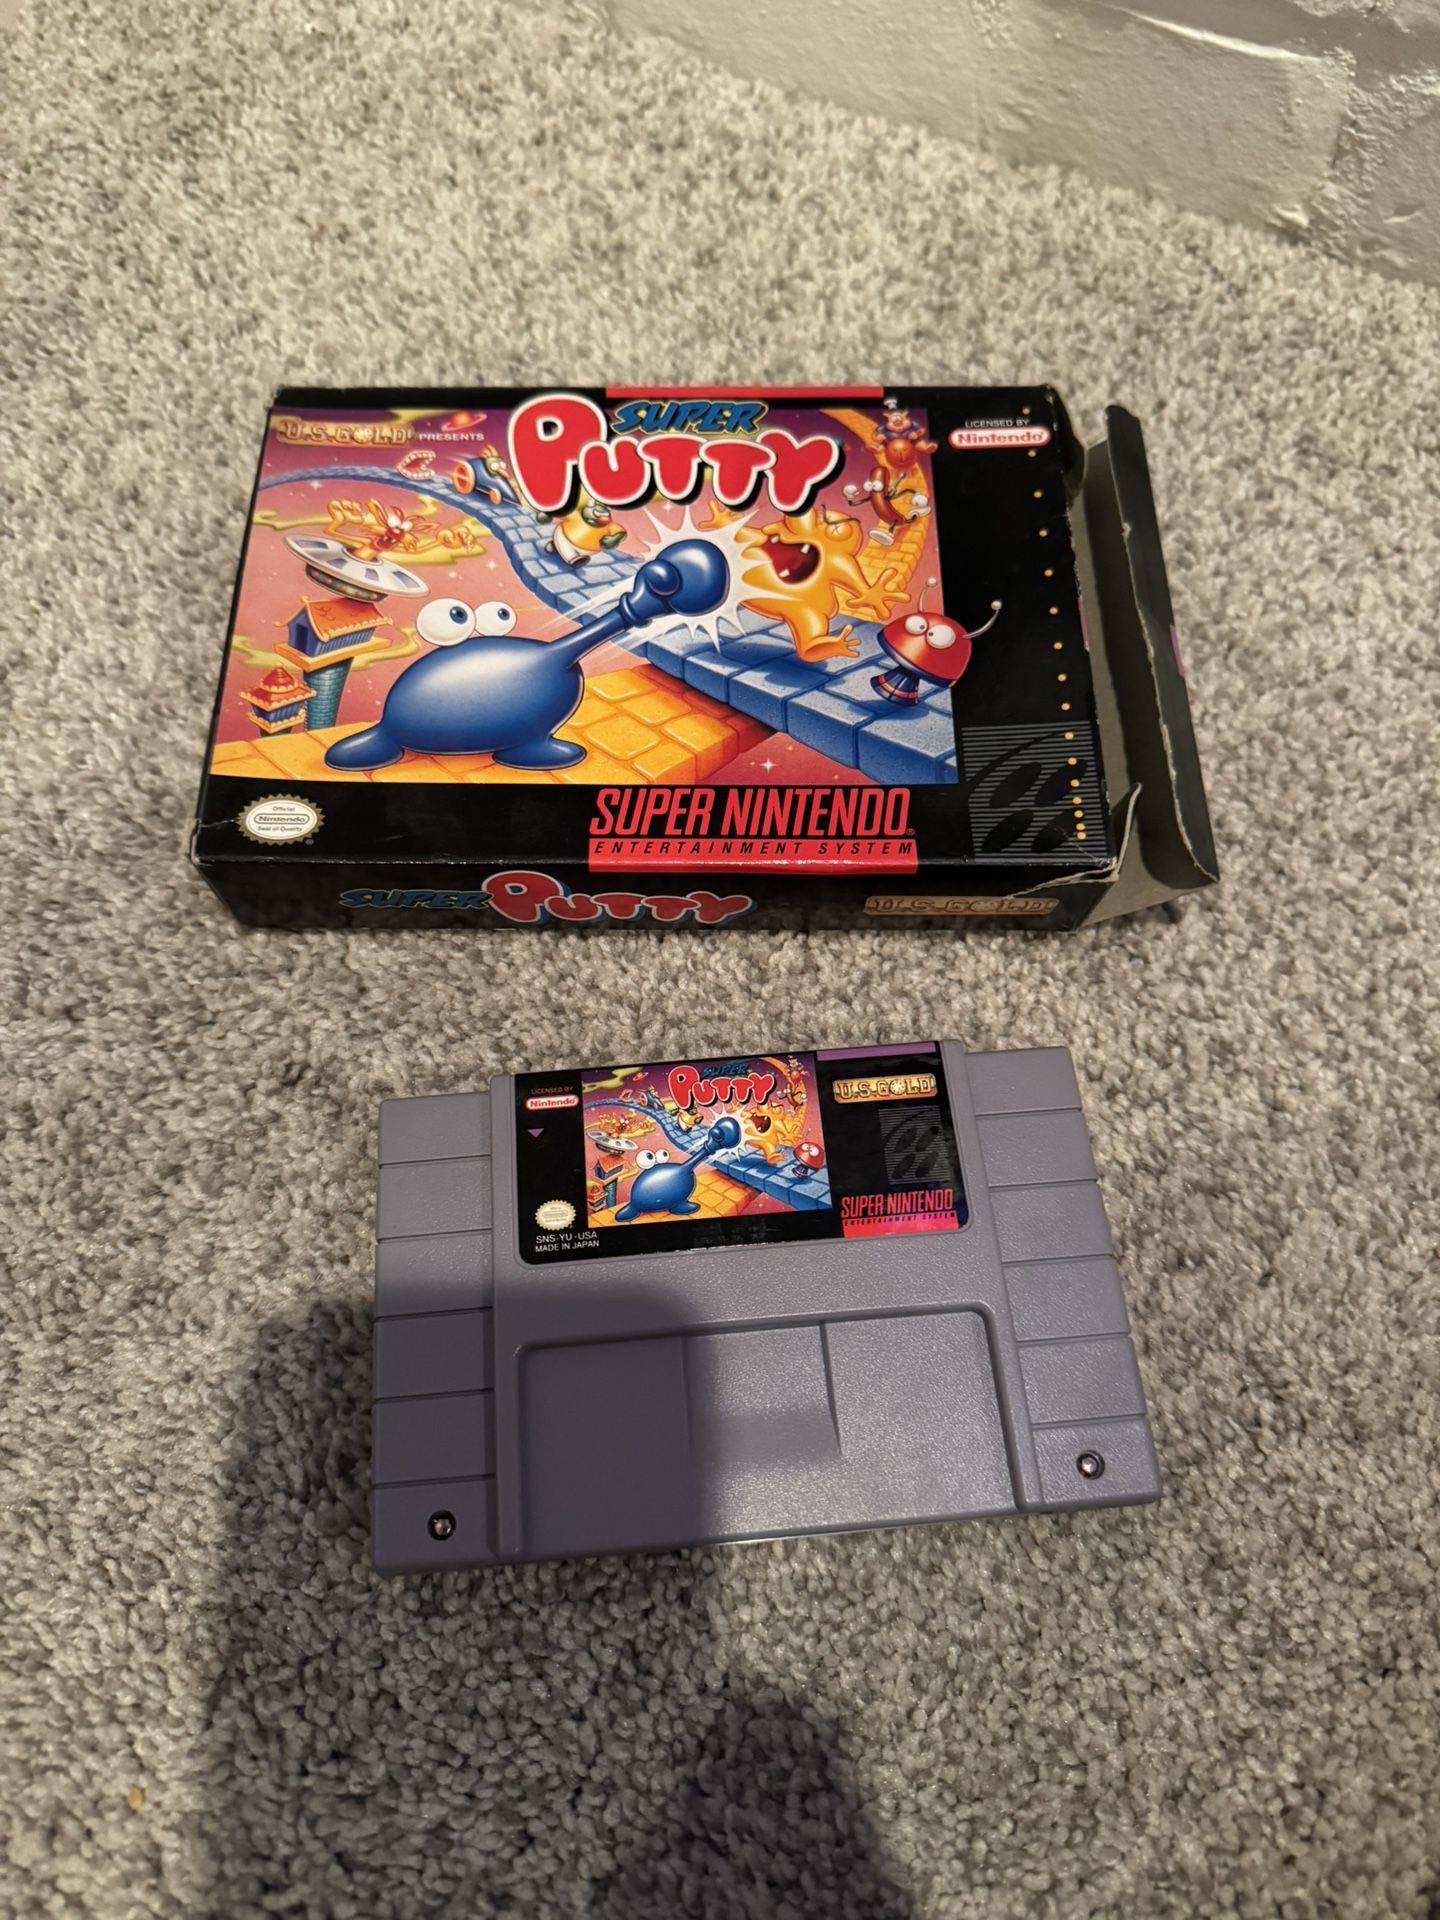 U.S. GOLD PRESENTS
SUPER
PUTTY
LICENSED BY
Nintendo
Official
Nintendo
Seal of Quality
SUPER NINTENDO®
ENTERTAINMENT SYSTEM
SUPER PUTTY
U.S. GOLD
LICENSED BY
Nintendo
SUPER
PUTTY
U.S. GOLD
SNS-YU-USA
MADE IN JAPAN
SUPER NINTENDO
ENTERTAINMENT SYSTEM